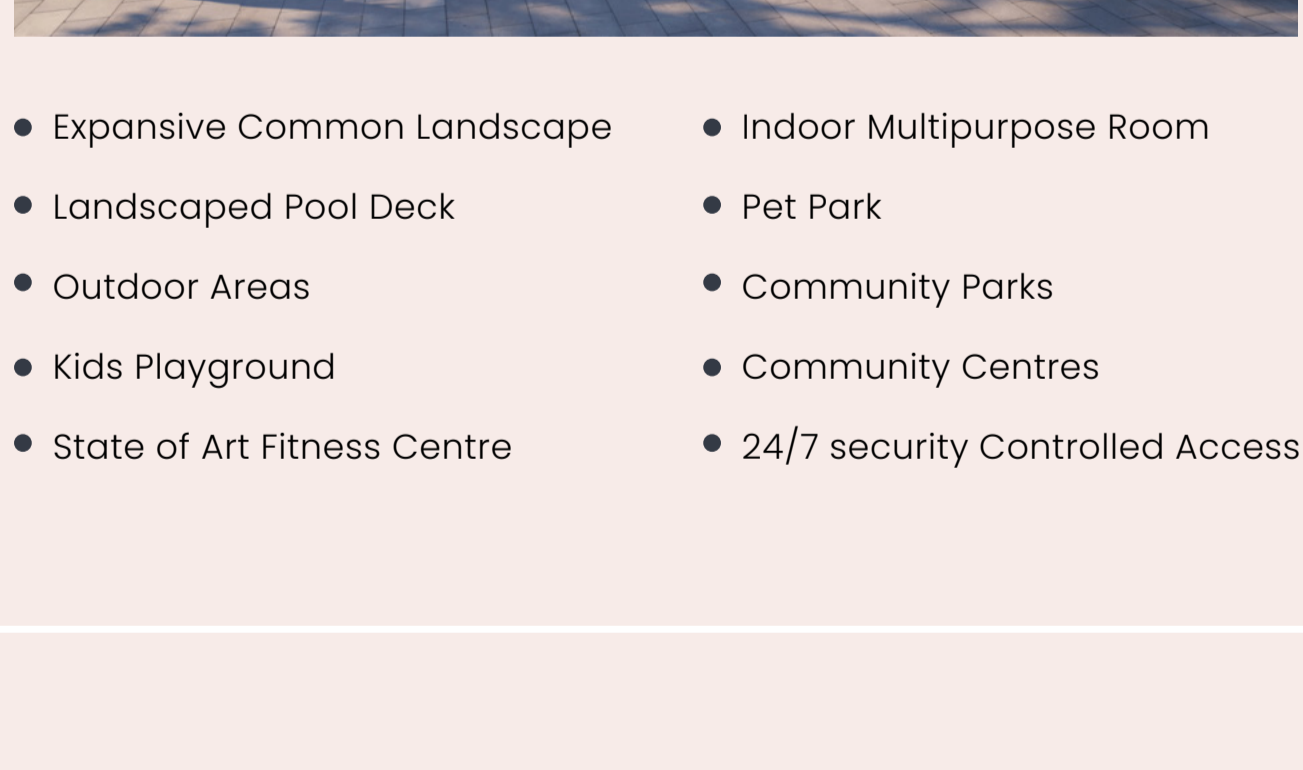 Expansive Common Landscape
Landscaped Pool Deck
Outdoor Areas
Kids Playground
State of Art Fitness Centre
Indoor Multipurpose Room
Pet Park
Community Parks
Community Centres
24/7 security Controlled Access